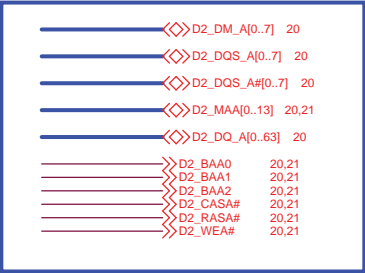 D2_DM_A[0..7] 20
D2_DQS_A[0..7] 20
D2_DQS_A#[0..7] 20
D2_MAA[0..13] 20,21
D2_DQ_A[0..63] 20
D2_BAA0 20,21
D2_BAA1 20,21
D2_BAA2 20,21
D2_CASA# 20,21
D2_RASA# 20,21
D2_WEA# 20,21